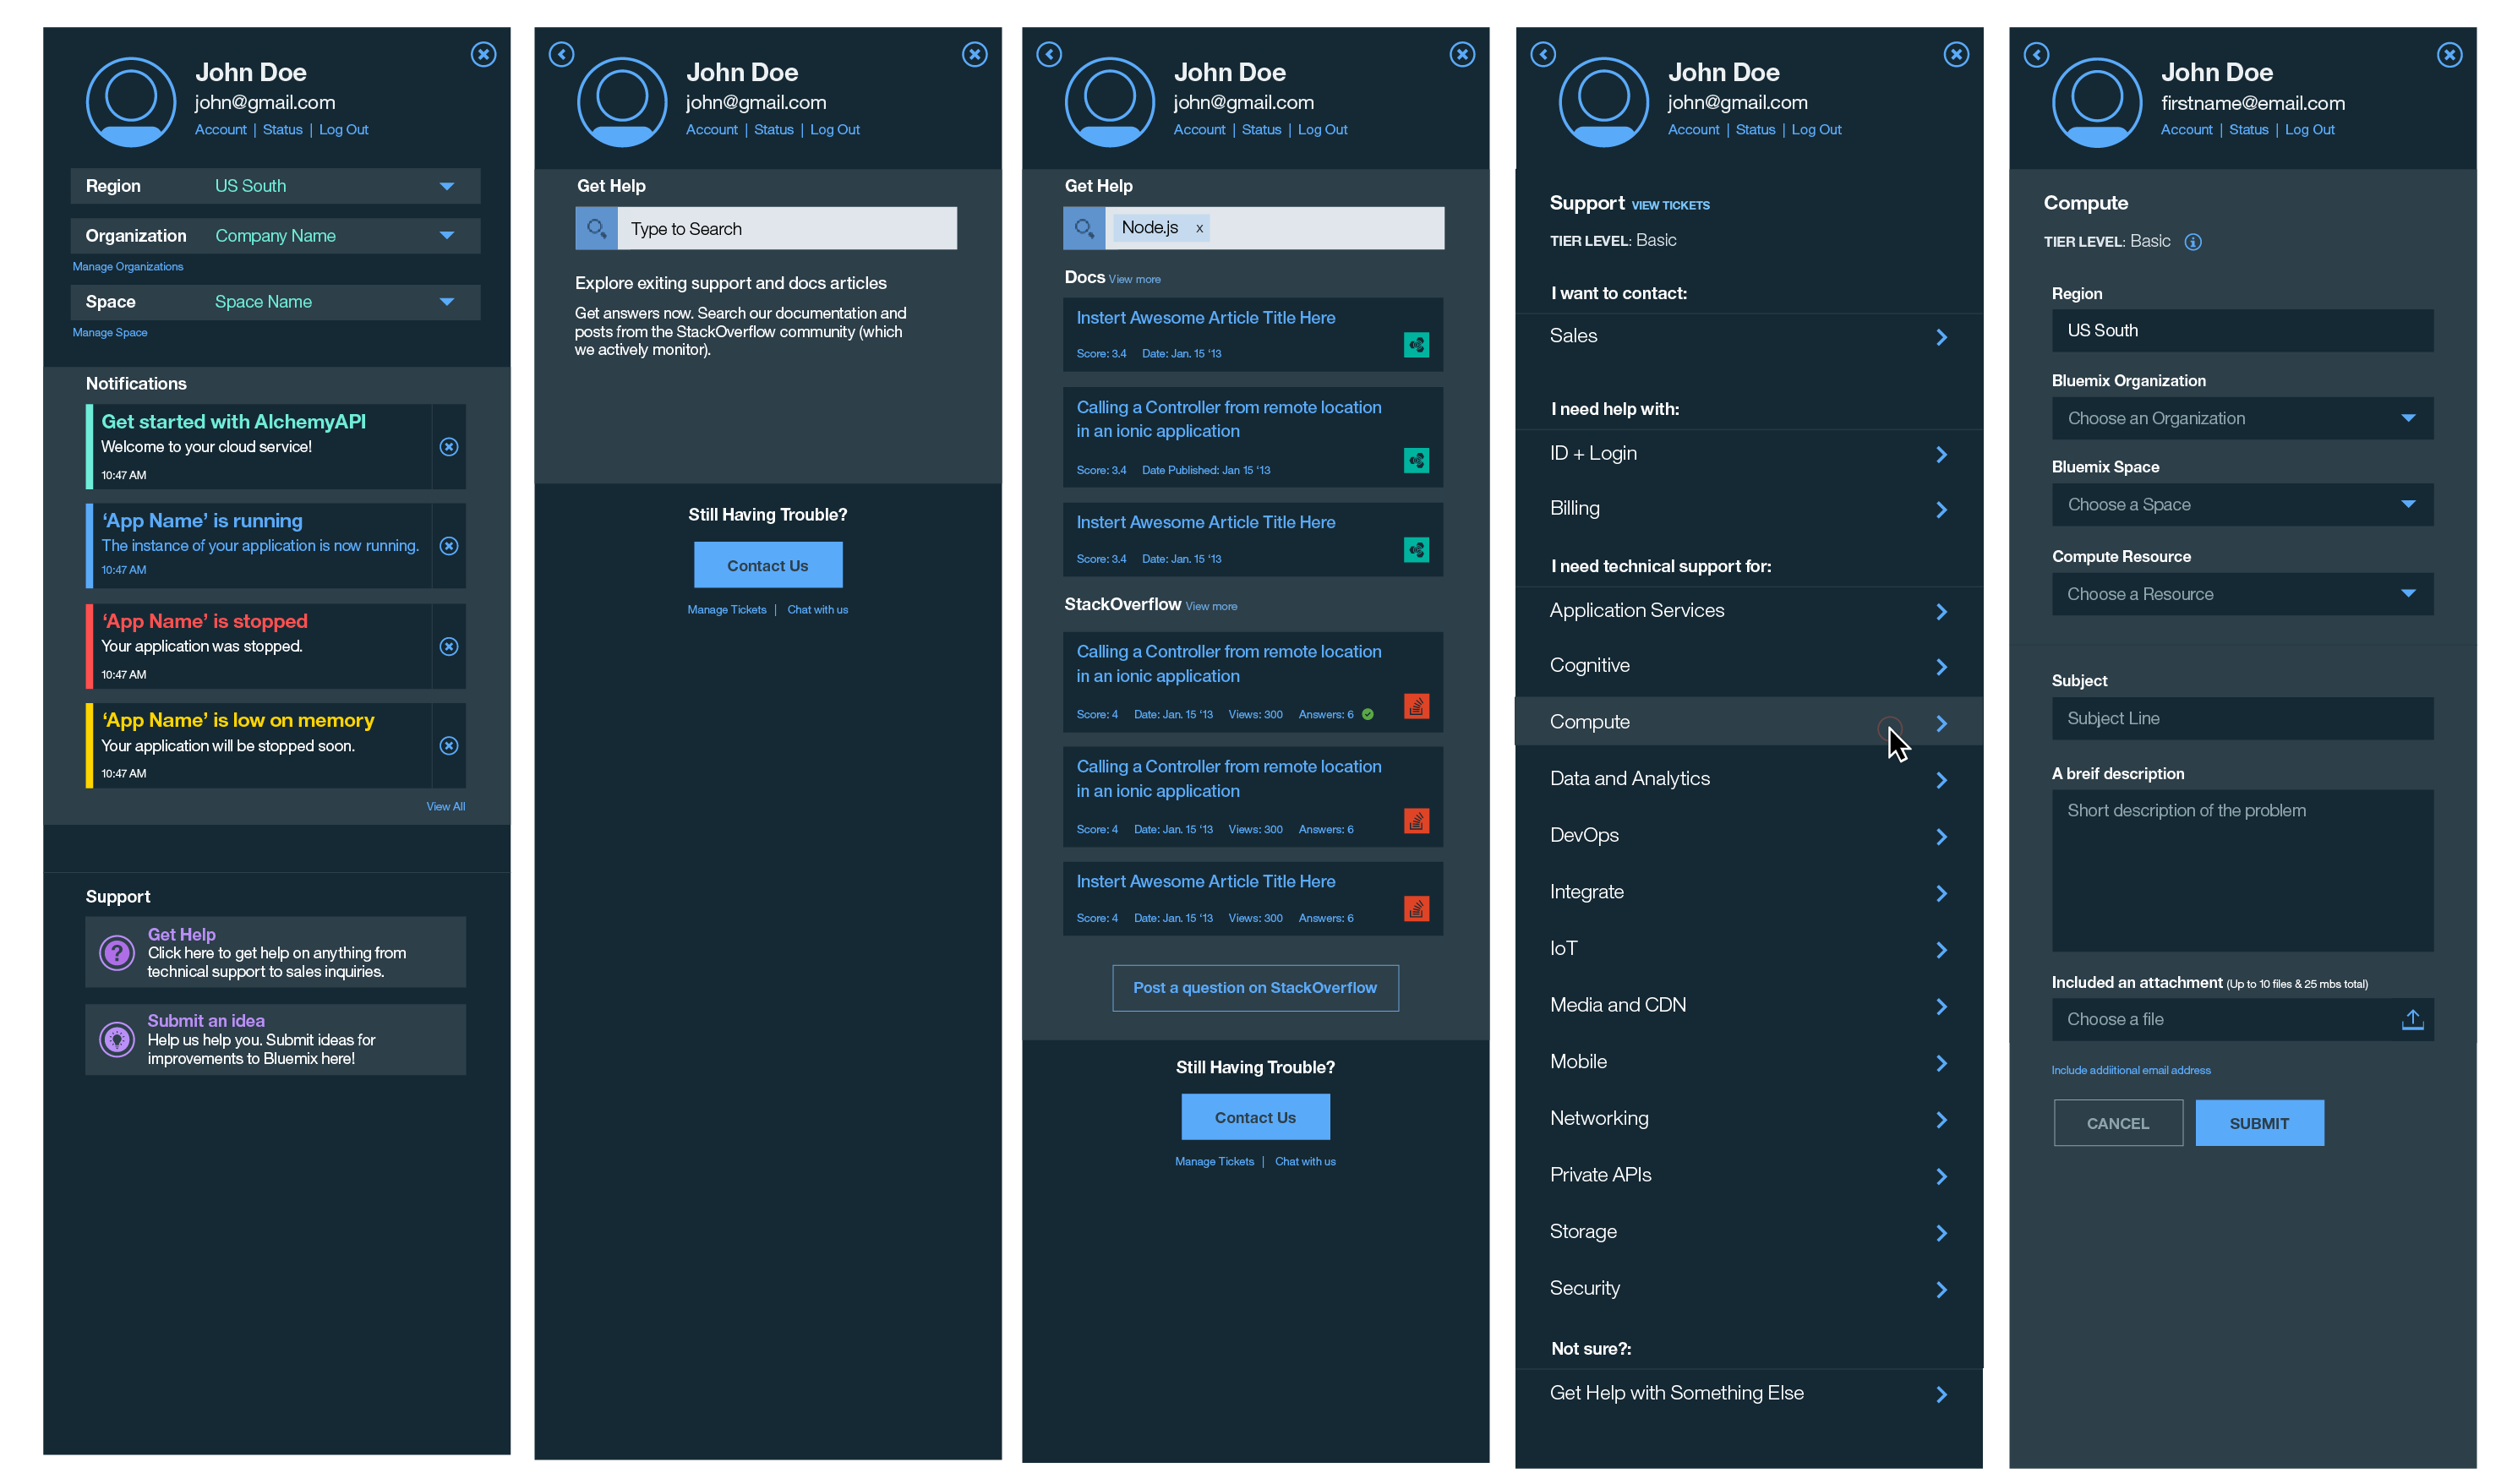 John Doe
john@gmail.com
Account | Status | Log Out
Region US South
Organization Company Name
Manage Organizations
Space Space Name
Manage Space
Notifications
Get started with AlchemyAPI
Welcome to your cloud service!
10:47 AM
‘App Name’ is running
The instance of your application is now running.
10:47 AM
‘App Name’ is stopped
Your application was stopped.
10:47 AM
‘App Name’ is low on memory
Your application will be stopped soon.
10:47 AM
View All
Support
Get Help
Click here to get help on anything from
technical support to sales inquiries.
Submit an idea
Help us help you. Submit ideas for
improvements to Bluemix here!
John Doe
john@gmail.com
Account | Status | Log Out
Get Help
Type to Search
Explore exiting support and docs articles
Get answers now. Search our documentation and
posts from the StackOverflow community (which
we actively monitor).
Still Having Trouble?
Contact Us
Manage Tickets | Chat with us
John Doe
john@gmail.com
Account | Status | Log Out
Get Help
Node.js x
Docs View more
Instert Awesome Article Title Here
Score: 3.4 Date: Jan. 15 ‘13
Calling a Controller from remote location
in an ionic application
Score: 3.4 Date Published: Jan 15 ‘13
Instert Awesome Article Title Here
Score: 3.4 Date: Jan. 15 ‘13
StackOverflow View more
Calling a Controller from remote location
in an ionic application
Score: 4 Date: Jan. 15 ‘13 Views: 300 Answers: 6
Calling a Controller from remote location
in an ionic application
Score: 4 Date: Jan. 15 ‘13 Views: 300 Answers: 6
Instert Awesome Article Title Here
Score: 4 Date: Jan. 15 ‘13 Views: 300 Answers: 6
Post a question on StackOverflow
Still Having Trouble?
Contact Us
Manage Tickets | Chat with us
John Doe
john@gmail.com
Account | Status | Log Out
Support VIEW TICKETS
TIER LEVEL: Basic
I want to contact:
Sales
I need help with:
ID + Login
Billing
I need technical support for:
Application Services
Cognitive
Compute
Data and Analytics
DevOps
Integrate
IoT
Media and CDN
Mobile
Networking
Private APIs
Storage
Security
Not sure?:
Get Help with Something Else
John Doe
firstname@email.com
Account | Status | Log Out
Compute
TIER LEVEL: Basic
Region
US South
Bluemix Organization
Choose an Organization
Bluemix Space
Choose a Space
Compute Resource
Choose a Resource
Subject
Subject Line
A breif description
Short description of the problem
Included an attachment (Up to 10 files & 25 mbs total)
Choose a file
Include addiitional email address
CANCEL SUBMIT